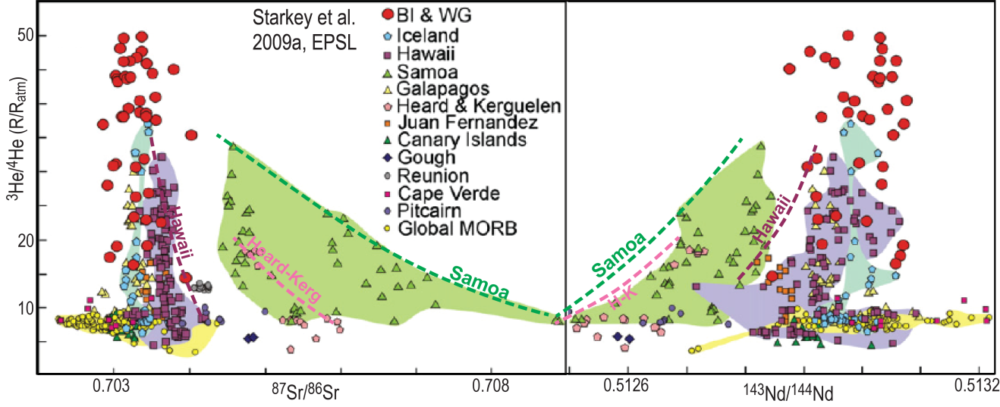 Starkey et al.
2009a, EPSL
BI & WG
Iceland
Hawaii
Samoa
Galapagos
Heard & Kerguelen
Juan Fernandez
Canary Islands
Gough
Reunion
Cape Verde
Pitcairn
Global MORB
³He/⁴He (R/Ratm)
50
20
10
Hawaii
Heard-Kerg
Samoa
Samoa
H-K
Hawaii
0.703
⁸⁷Sr/⁸⁶Sr
0.708
0.5126
¹⁴³Nd/¹⁴⁴Nd
0.5132